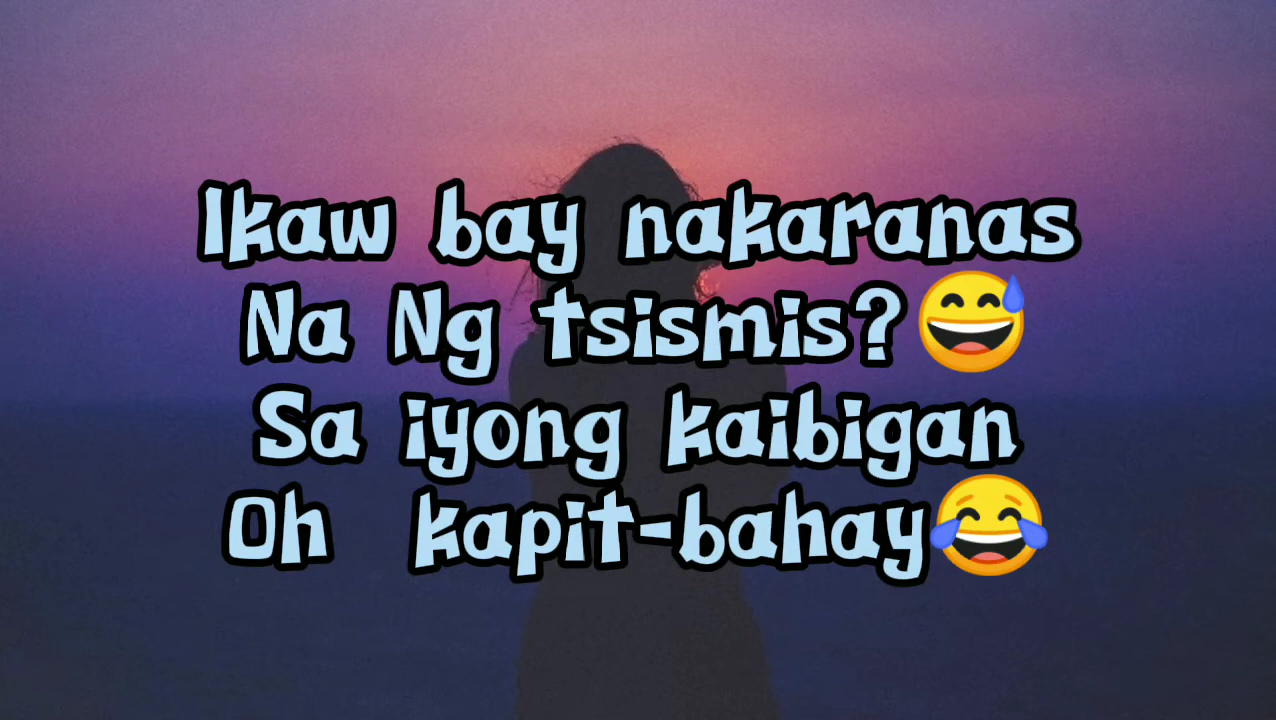 Ikaw bay nakaranas
Na Ng tsismis?😅
Sa iyong kaibigan
Oh kapit-bahay😂